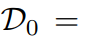 𝒟₀ =